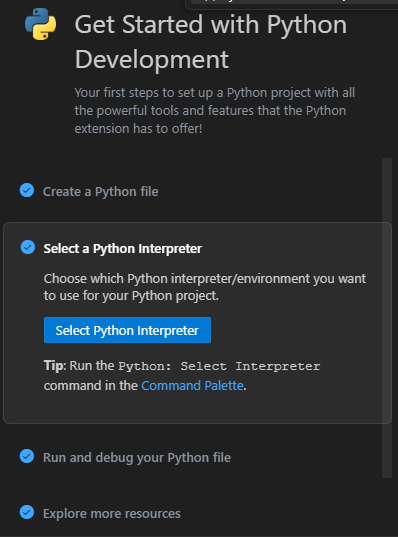 Get Started with Python
Development
Your first steps to set up a Python project with all
the powerful tools and features that the Python
extension has to offer!
Create a Python file
Select a Python Interpreter
Choose which Python interpreter/environment you want
to use for your Python project.
Select Python Interpreter
Tip: Run the Python: Select Interpreter
command in the Command Palette.
Run and debug your Python file
Explore more resources